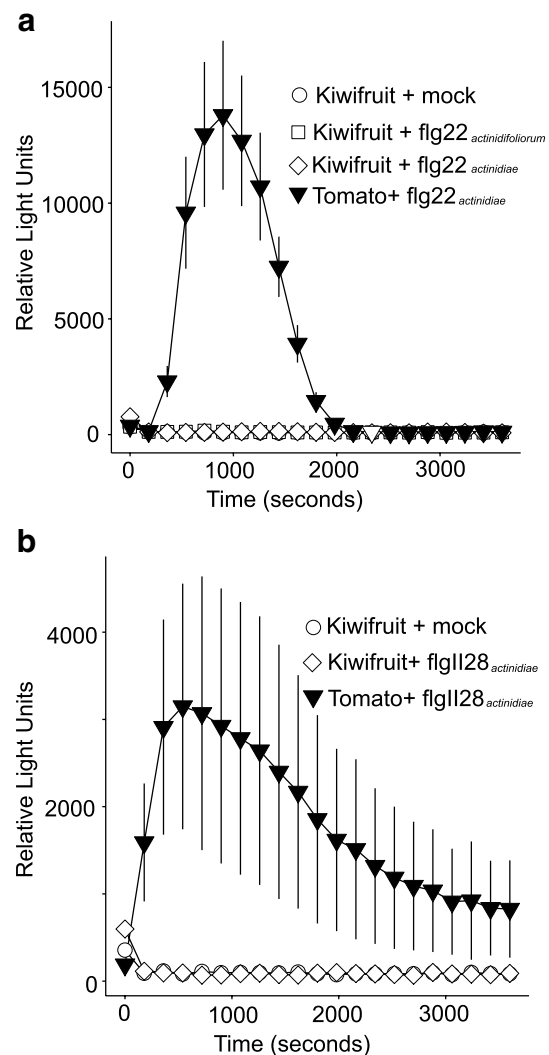 a
15000
10000
5000
0
Relative Light Units
Kiwifruit + mock
Kiwifruit + flg22 actinidifoliorum
Kiwifruit + flg22 actinidiae
Tomato+ flg22 actinidiae
0 1000 2000 3000
Time (seconds)
b
4000
2000
0
Relative Light Units
Kiwifruit + mock
Kiwifruit+ flgII28 actinidiae
Tomato+ flgII28 actinidiae
0 1000 2000 3000
Time (seconds)